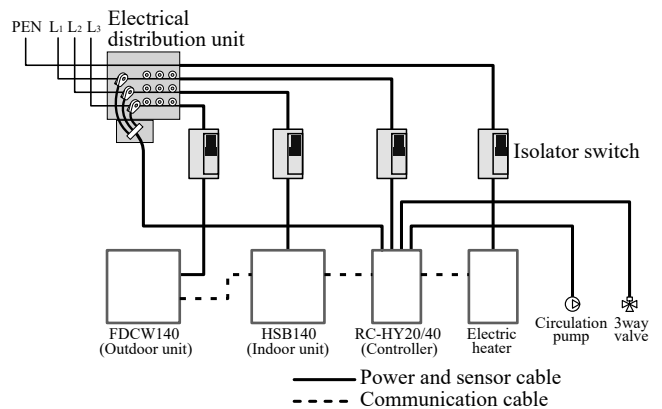 Electrical
distribution unit
PEN L1 L2 L3
Isolator switch
FDCW140
(Outdoor unit)
HSB140
(Indoor unit)
RC-HY20/40
(Controller)
Electric
heater
Circulation
pump
3way
valve
Power and sensor cable
Communication cable